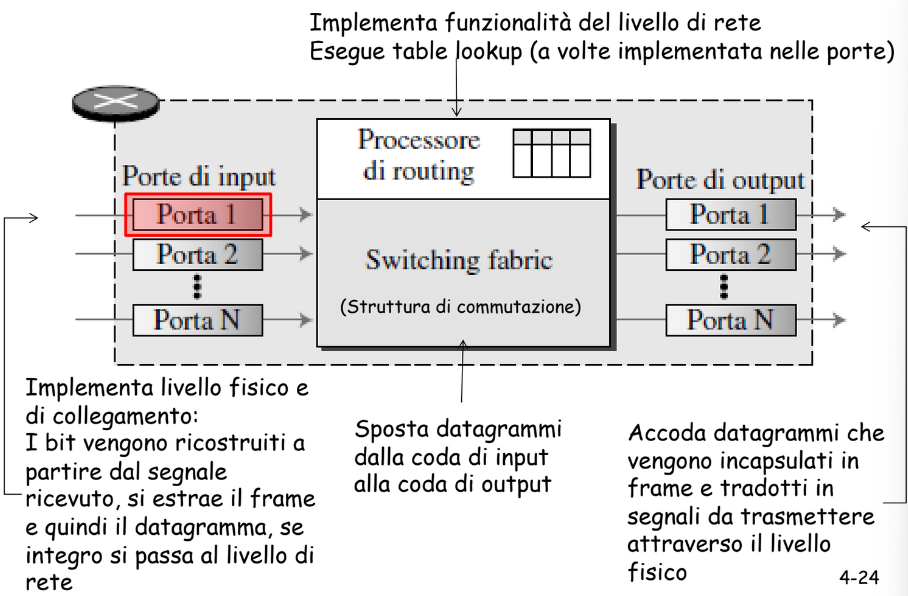 Implementa funzionalità del livello di rete
Esegue table lookup (a volte implementata nelle porte)
Processore
di routing
Porte di input
Porta 1
Porta 2
Porta N
Switching fabric
(Struttura di commutazione)
Porte di output
Porta 1
Porta 2
Porta N
Implementa livello fisico e
di collegamento:
I bit vengono ricostruiti a
partire dal segnale
ricevuto, si estrae il frame
e quindi il datagramma, se
integro si passa al livello di
rete
Sposta datagrammi
dalla coda di input
alla coda di output
Accoda datagrammi che
vengono incapsulati in
frame e tradotti in
segnali da trasmettere
attraverso il livello
fisico
4-24